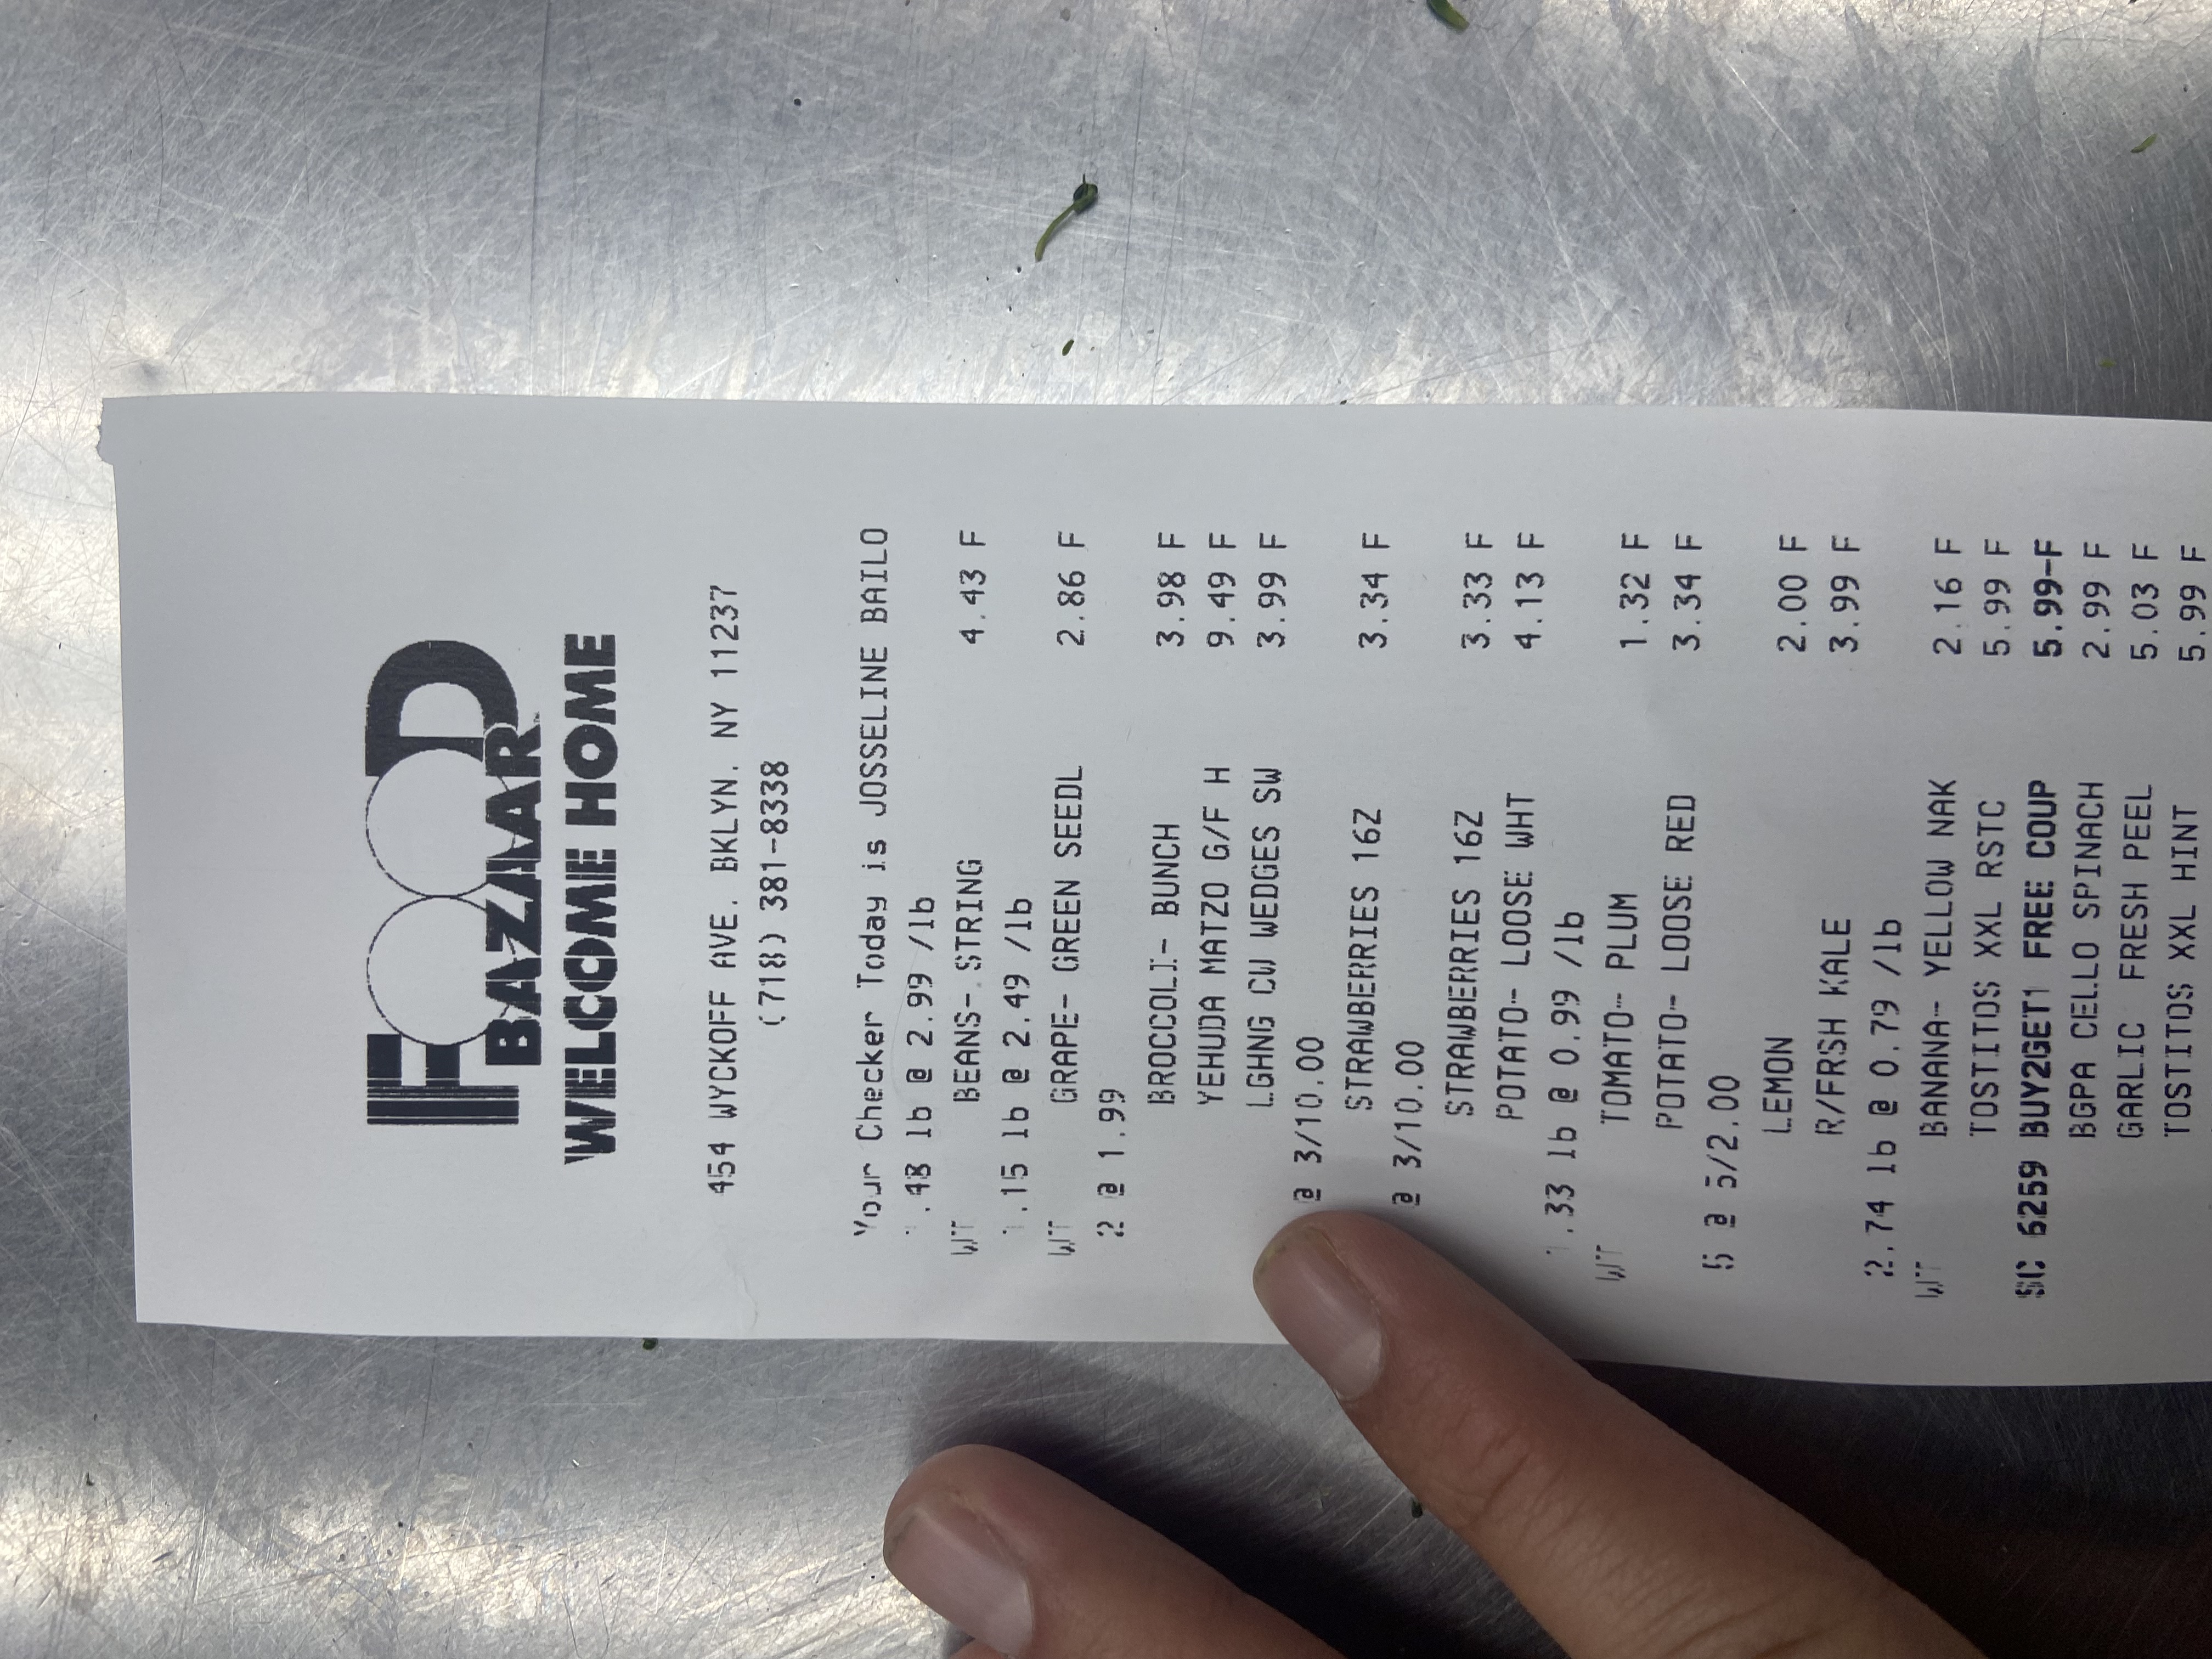 FOOD
BAZAAR
WELCOME HOME
454 WYCKOFF AVE. BKLYN. NY 11237
(718) 381-8338
Your Checker Today is JOSSELINE BAILO
1.48 lb @ 2.99 /lb
WT BEANS- STRING 4.43 F
1.15 lb @ 2.49 /lb
WT GRAPE- GREEN SEEDL 2.86 F
2 @ 1.99
BROCCOLI- BUNCH 3.98 F
YEHUDA MATZO G/F H 9.49 F
LGHNG CW WEDGES SW 3.99 F
@ 3/10.00
STRAWBERRIES 16Z 3.34 F
@ 3/10.00
STRAWBERRIES 16Z 3.33 F
POTATO- LOOSE WHT 4.13 F
1.33 lb @ 0.99 /lb
WT TOMATO- PLUM 1.32 F
POTATO- LOOSE RED 3.34 F
5 @ 5/2.00
LEMON 2.00 F
R/FRSH KALE 3.99 F
2.74 lb @ 0.79 /lb
WT BANANA- YELLOW NAK 2.16 F
TOSTITOS XXL RSTC 5.99 F
SC 6259 BUY2GET1 FREE COUP 5.99-F
BGPA CELLO SPINACH 2.99 F
GARLIC FRESH PEEL 5.03 F
TOSTITOS XXL HINT 5.99 F